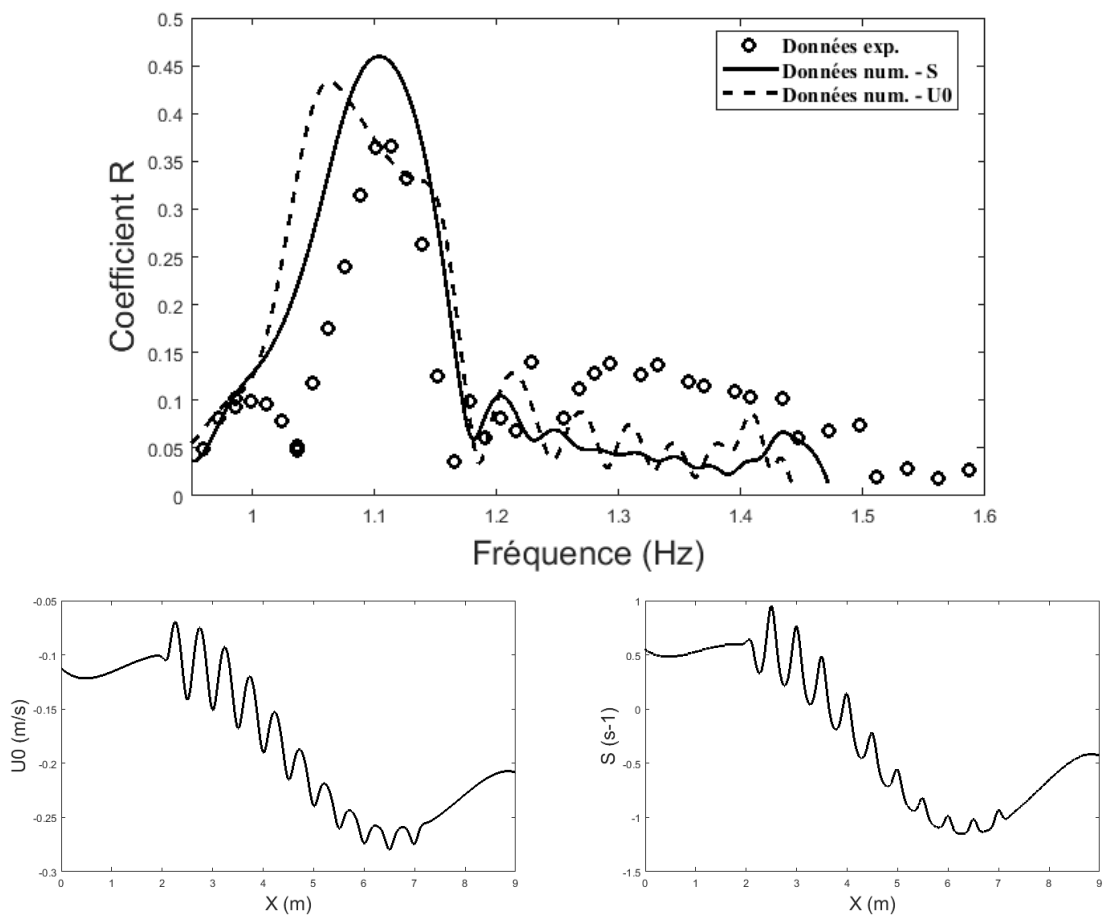 0.5
0.45
0.4
0.35
0.3
0.25
0.2
0.15
0.1
0.05
0
Coefficient R
Données exp.
Données num. - S
Données num. - U0
1 1.1 1.2 1.3 1.4 1.5 1.6
Fréquence (Hz)
-0.05
-0.1
-0.15
-0.2
-0.25
-0.3
U0 (m/s)
0 1 2 3 4 5 6 7 8 9
X (m)
1
0.5
0
-0.5
-1
-1.5
S (s-1)
0 1 2 3 4 5 6 7 8 9
X (m)